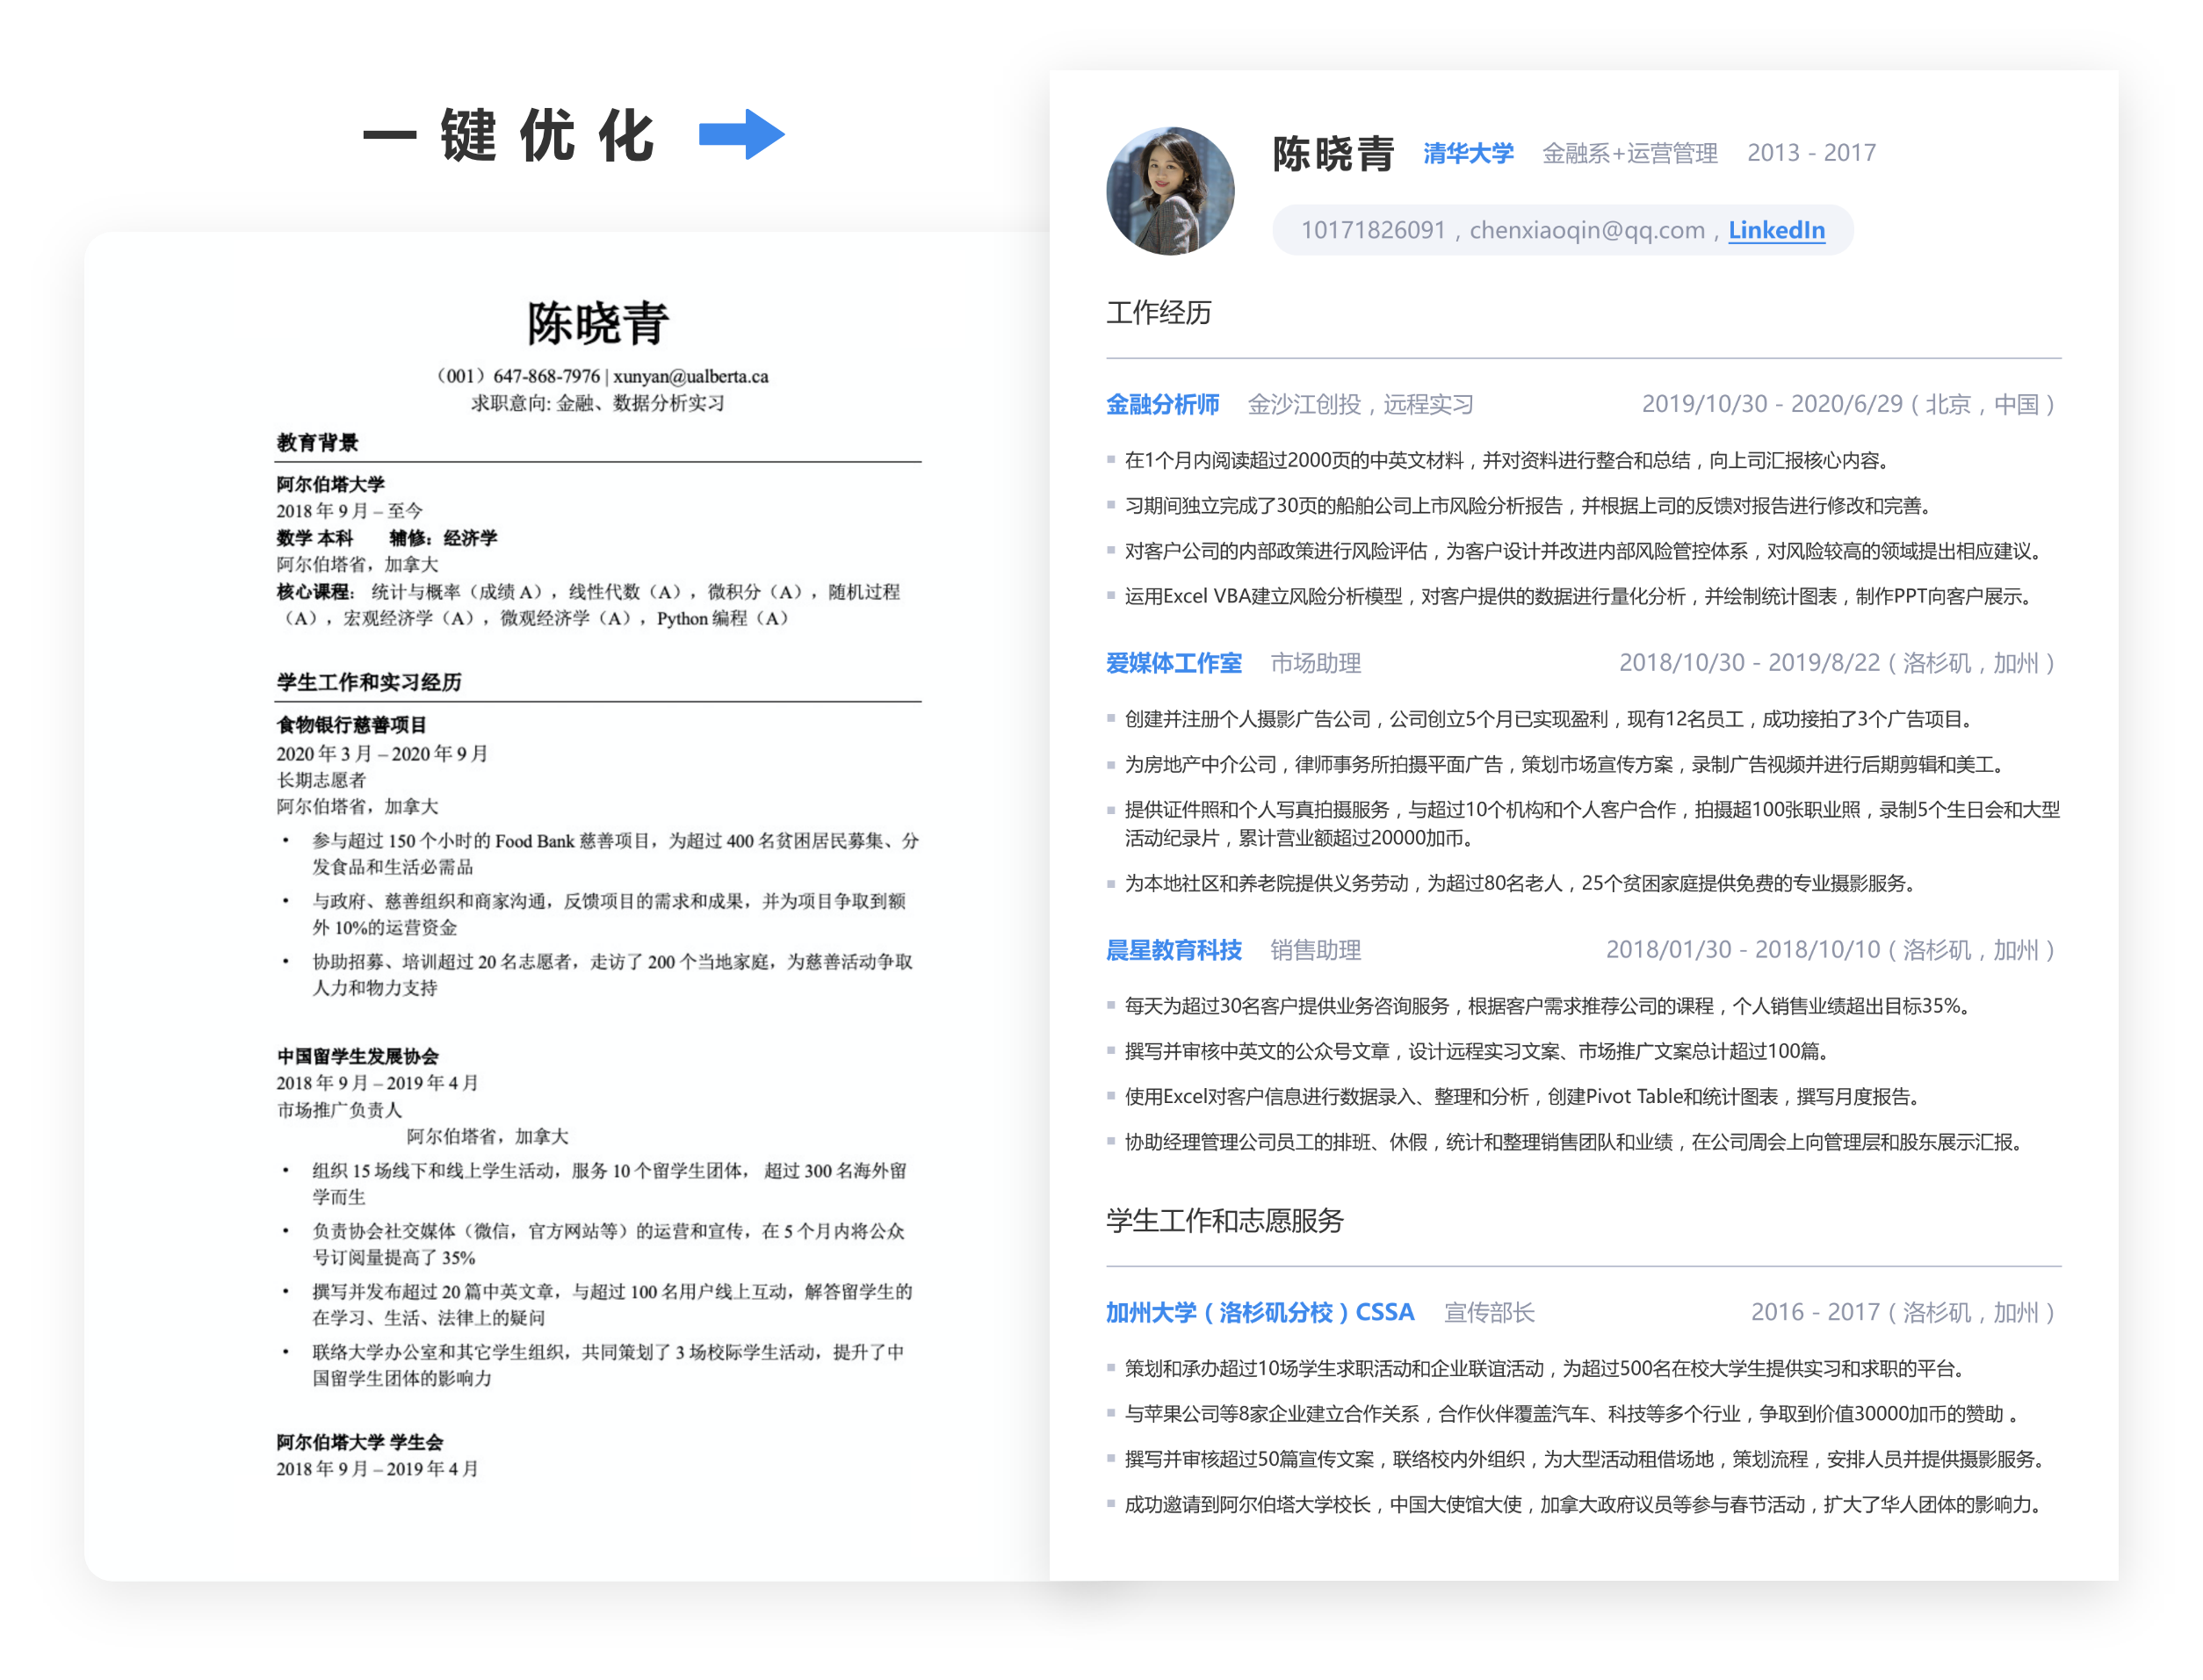 一键优化
陈晓青
（001）647-868-7976 | xunyan@ualberta.ca
求职意向: 金融、数据分析实习
教育背景
阿尔伯塔大学
2018 年 9 月 – 至今
数学 本科 辅修：经济学
阿尔伯塔省，加拿大
核心课程： 统计与概率（成绩 A），线性代数（A），微积分（A），随机过程
（A），宏观经济学（A），微观经济学（A），Python 编程（A）
学生工作和实习经历
食物银行慈善项目
2020 年 3 月 – 2020 年 9 月
长期志愿者
阿尔伯塔省，加拿大
• 参与超过 150 个小时的 Food Bank 慈善项目，为超过 400 名贫困居民募集、分
发食品和生活必需品
• 与政府、慈善组织和商家沟通，反馈项目的需求和成果，并为项目争取到额
外 10%的运营资金
• 协助招募、培训超过 20 名志愿者，走访了 200 个当地家庭，为慈善活动争取
人力和物力支持
中国留学生发展协会
2018 年 9 月 – 2019 年 4 月
市场推广负责人
阿尔伯塔省，加拿大
• 组织 15 场线下和线上学生活动，服务 10 个留学生团体， 超过 300 名海外留
学而生
• 负责协会社交媒体（微信，官方网站等）的运营和宣传，在 5 个月内将公众
号订阅量提高了 35%
• 撰写并发布超过 20 篇中英文章，与超过 100 名用户线上互动，解答留学生的
在学习、生活、法律上的疑问
• 联络大学办公室和其它学生组织，共同策划了 3 场校际学生活动，提升了中
国留学生团体的影响力
阿尔伯塔大学 学生会
2018 年 9 月 – 2019 年 4 月
陈晓青 清华大学 金融系+运营管理 2013 - 2017
10171826091，chenxiaoqin@qq.com，LinkedIn
工作经历
金融分析师 金沙江创投，远程实习 2019/10/30 - 2020/6/29（北京，中国）
在1个月内阅读超过2000页的中英文材料，并对资料进行整合和总结，向上司汇报核心内容。
习期间独立完成了30页的船舶公司上市风险分析报告，并根据上司的反馈对报告进行修改和完善。
对客户公司的内部政策进行风险评估，为客户设计并改进内部风险管控体系，对风险较高的领域提出相应建议。
运用Excel VBA建立风险分析模型，对客户提供的数据进行量化分析，并绘制统计图表，制作PPT向客户展示。
爱媒体工作室 市场助理 2018/10/30 - 2019/8/22（洛杉矶，加州）
创建并注册个人摄影广告公司，公司创立5个月已实现盈利，现有12名员工，成功接拍了3个广告项目。
为房地产中介公司，律师事务所拍摄平面广告，策划市场宣传方案，录制广告视频并进行后期剪辑和美工。
提供证件照和个人写真拍摄服务，与超过10个机构和个人客户合作，拍摄超100张职业照，录制5个生日会和大型
活动纪录片，累计营业额超过20000加币。
为本地社区和养老院提供义务劳动，为超过80名老人，25个贫困家庭提供免费的专业摄影服务。
晨星教育科技 销售助理 2018/01/30 - 2018/10/10（洛杉矶，加州）
每天为超过30名客户提供业务咨询服务，根据客户需求推荐公司的课程，个人销售业绩超出目标35%。
撰写并审核中英文的公众号文章，设计远程实习文案、市场推广文案总计超过100篇。
使用Excel对客户信息进行数据录入、整理和分析，创建Pivot Table和统计图表，撰写月度报告。
协助经理管理公司员工的排班、休假，统计和整理销售团队和业绩，在公司周会上向管理层和股东展示汇报。
学生工作和志愿服务
加州大学（洛杉矶分校）CSSA 宣传部长 2016 - 2017（洛杉矶，加州）
策划和承办超过10场学生求职活动和企业联谊活动，为超过500名在校大学生提供实习和求职的平台。
与苹果公司等8家企业建立合作关系，合作伙伴覆盖汽车、科技等多个行业，争取到价值30000加币的赞助 。
撰写并审核超过50篇宣传文案，联络校内外组织，为大型活动租借场地，策划流程，安排人员并提供摄影服务。
成功邀请到阿尔伯塔大学校长，中国大使馆大使，加拿大政府议员等参与春节活动，扩大了华人团体的影响力。